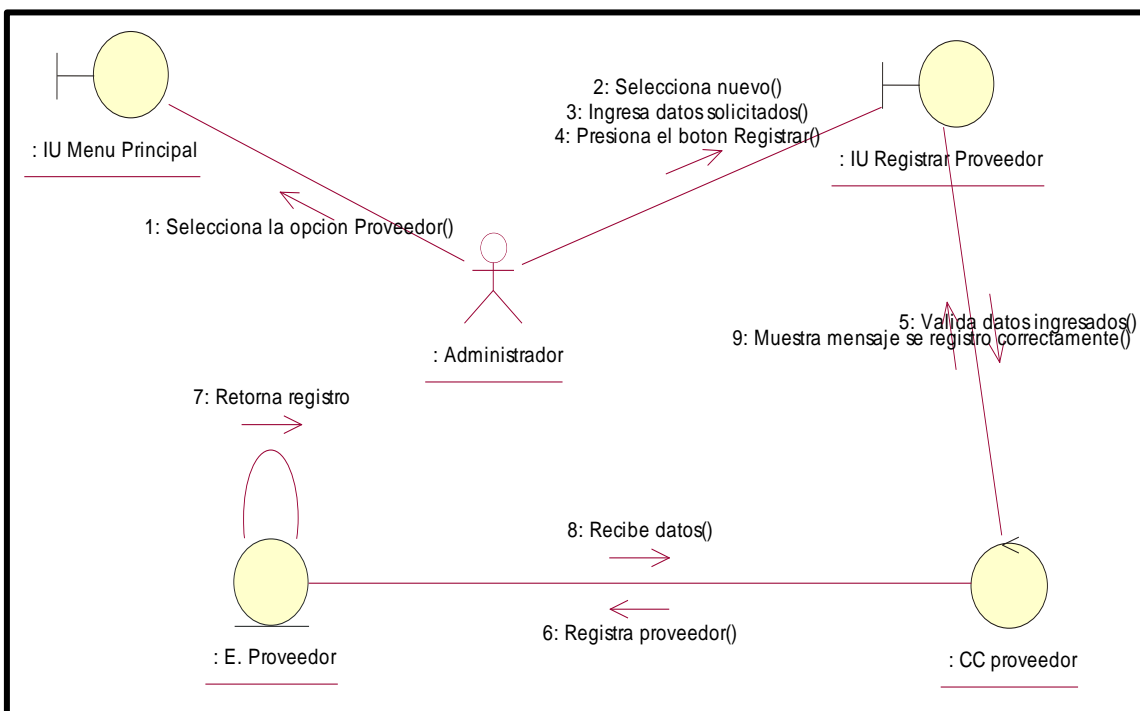 2: Selecciona nuevo()
3: Ingresa datos solicitados()
4: Presiona el boton Registrar()
: IU Menu Principal
: IU Registrar Proveedor
1: Selecciona la opcion Proveedor()
: Administrador
5: Valida datos ingresados()
9: Muestra mensaje se registro correctamente()
7: Retorna registro
8: Recibe datos()
6: Registra proveedor()
: E. Proveedor
: CC proveedor